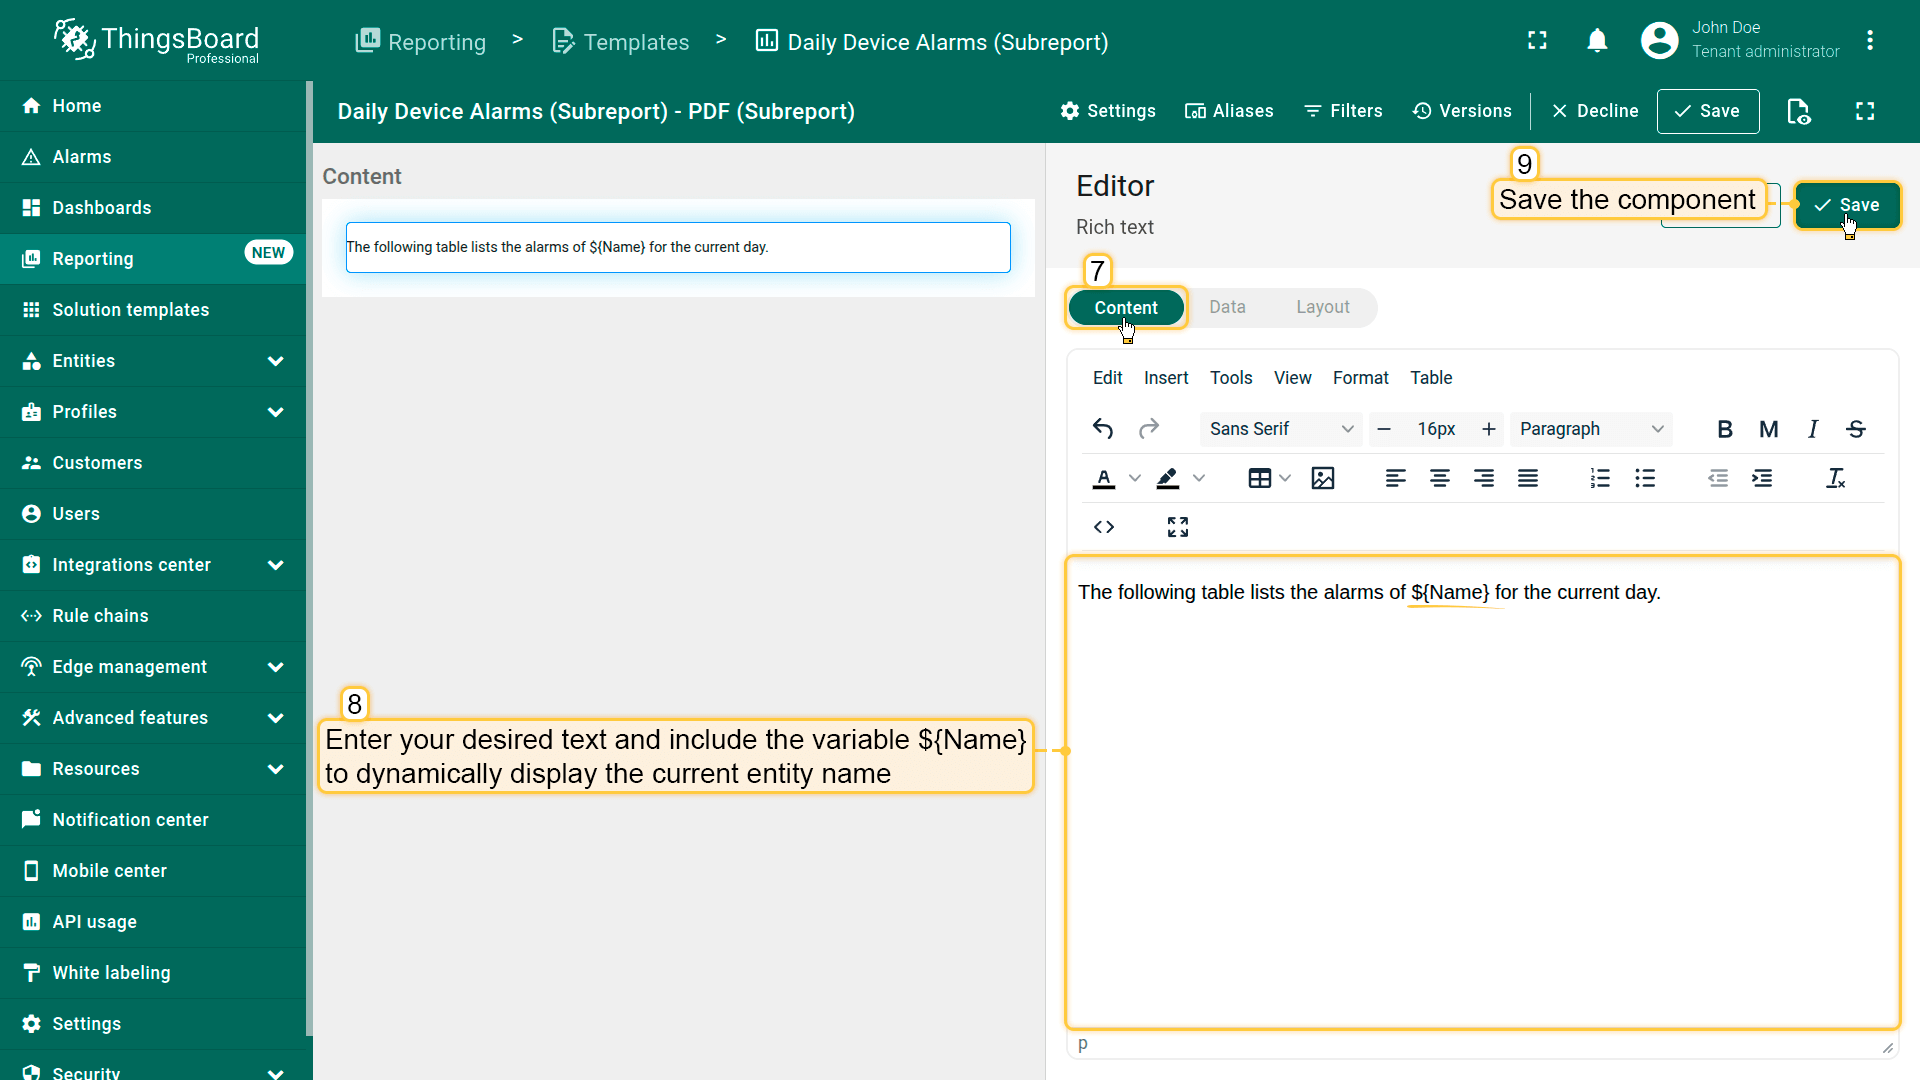 ThingsBoard
Professional
Reporting > Templates > Daily Device Alarms (Subreport)
John Doe
Tenant administrator
Daily Device Alarms (Subreport) - PDF (Subreport)
Settings
Aliases
Filters
Versions
Decline
Save
Home
Alarms
Dashboards
Reporting
NEW
Solution templates
Entities
Profiles
Customers
Users
Integrations center
Rule chains
Edge management
Advanced features
Resources
Notification center
Mobile center
API usage
White labeling
Settings
Security
Content
The following table lists the alarms of ${Name} for the current day.
8
Enter your desired text and include the variable ${Name}
to dynamically display the current entity name
Editor
Rich text
9
Save the component
Save
7
Content
Data
Layout
Edit Insert Tools View Format Table
Sans Serif
16px
Paragraph
B M I S
A
The following table lists the alarms of ${Name} for the current day.
p